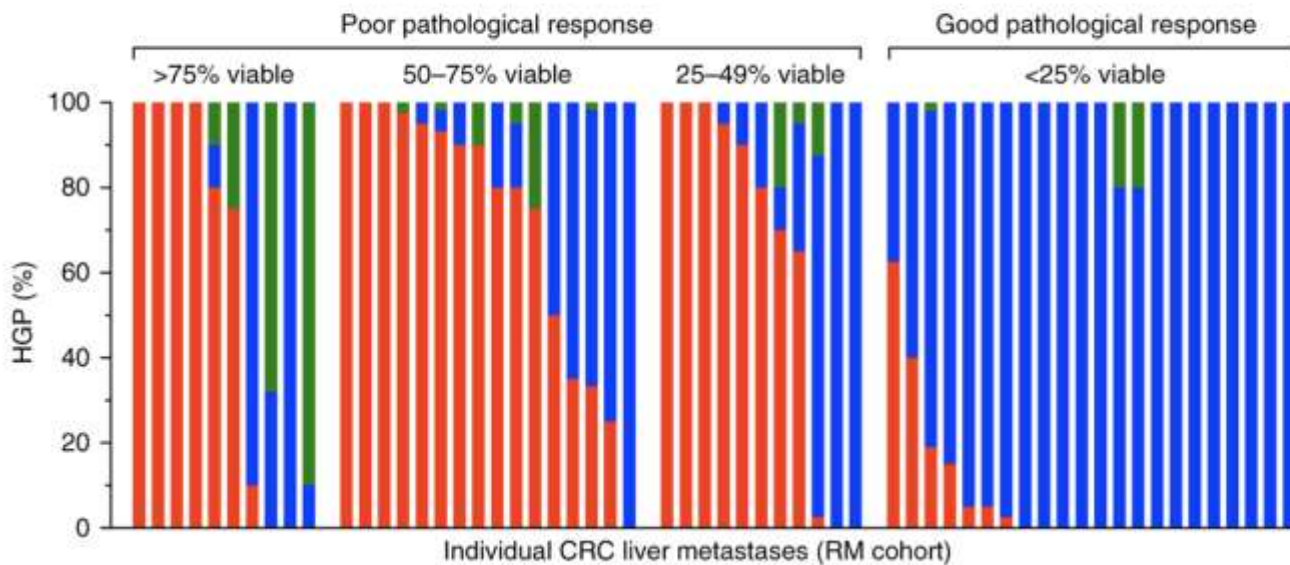 Poor pathological response Good pathological response
>75% viable 50–75% viable 25–49% viable <25% viable
HGP (%)
100
80
60
40
20
0
Individual CRC liver metastases (RM cohort)